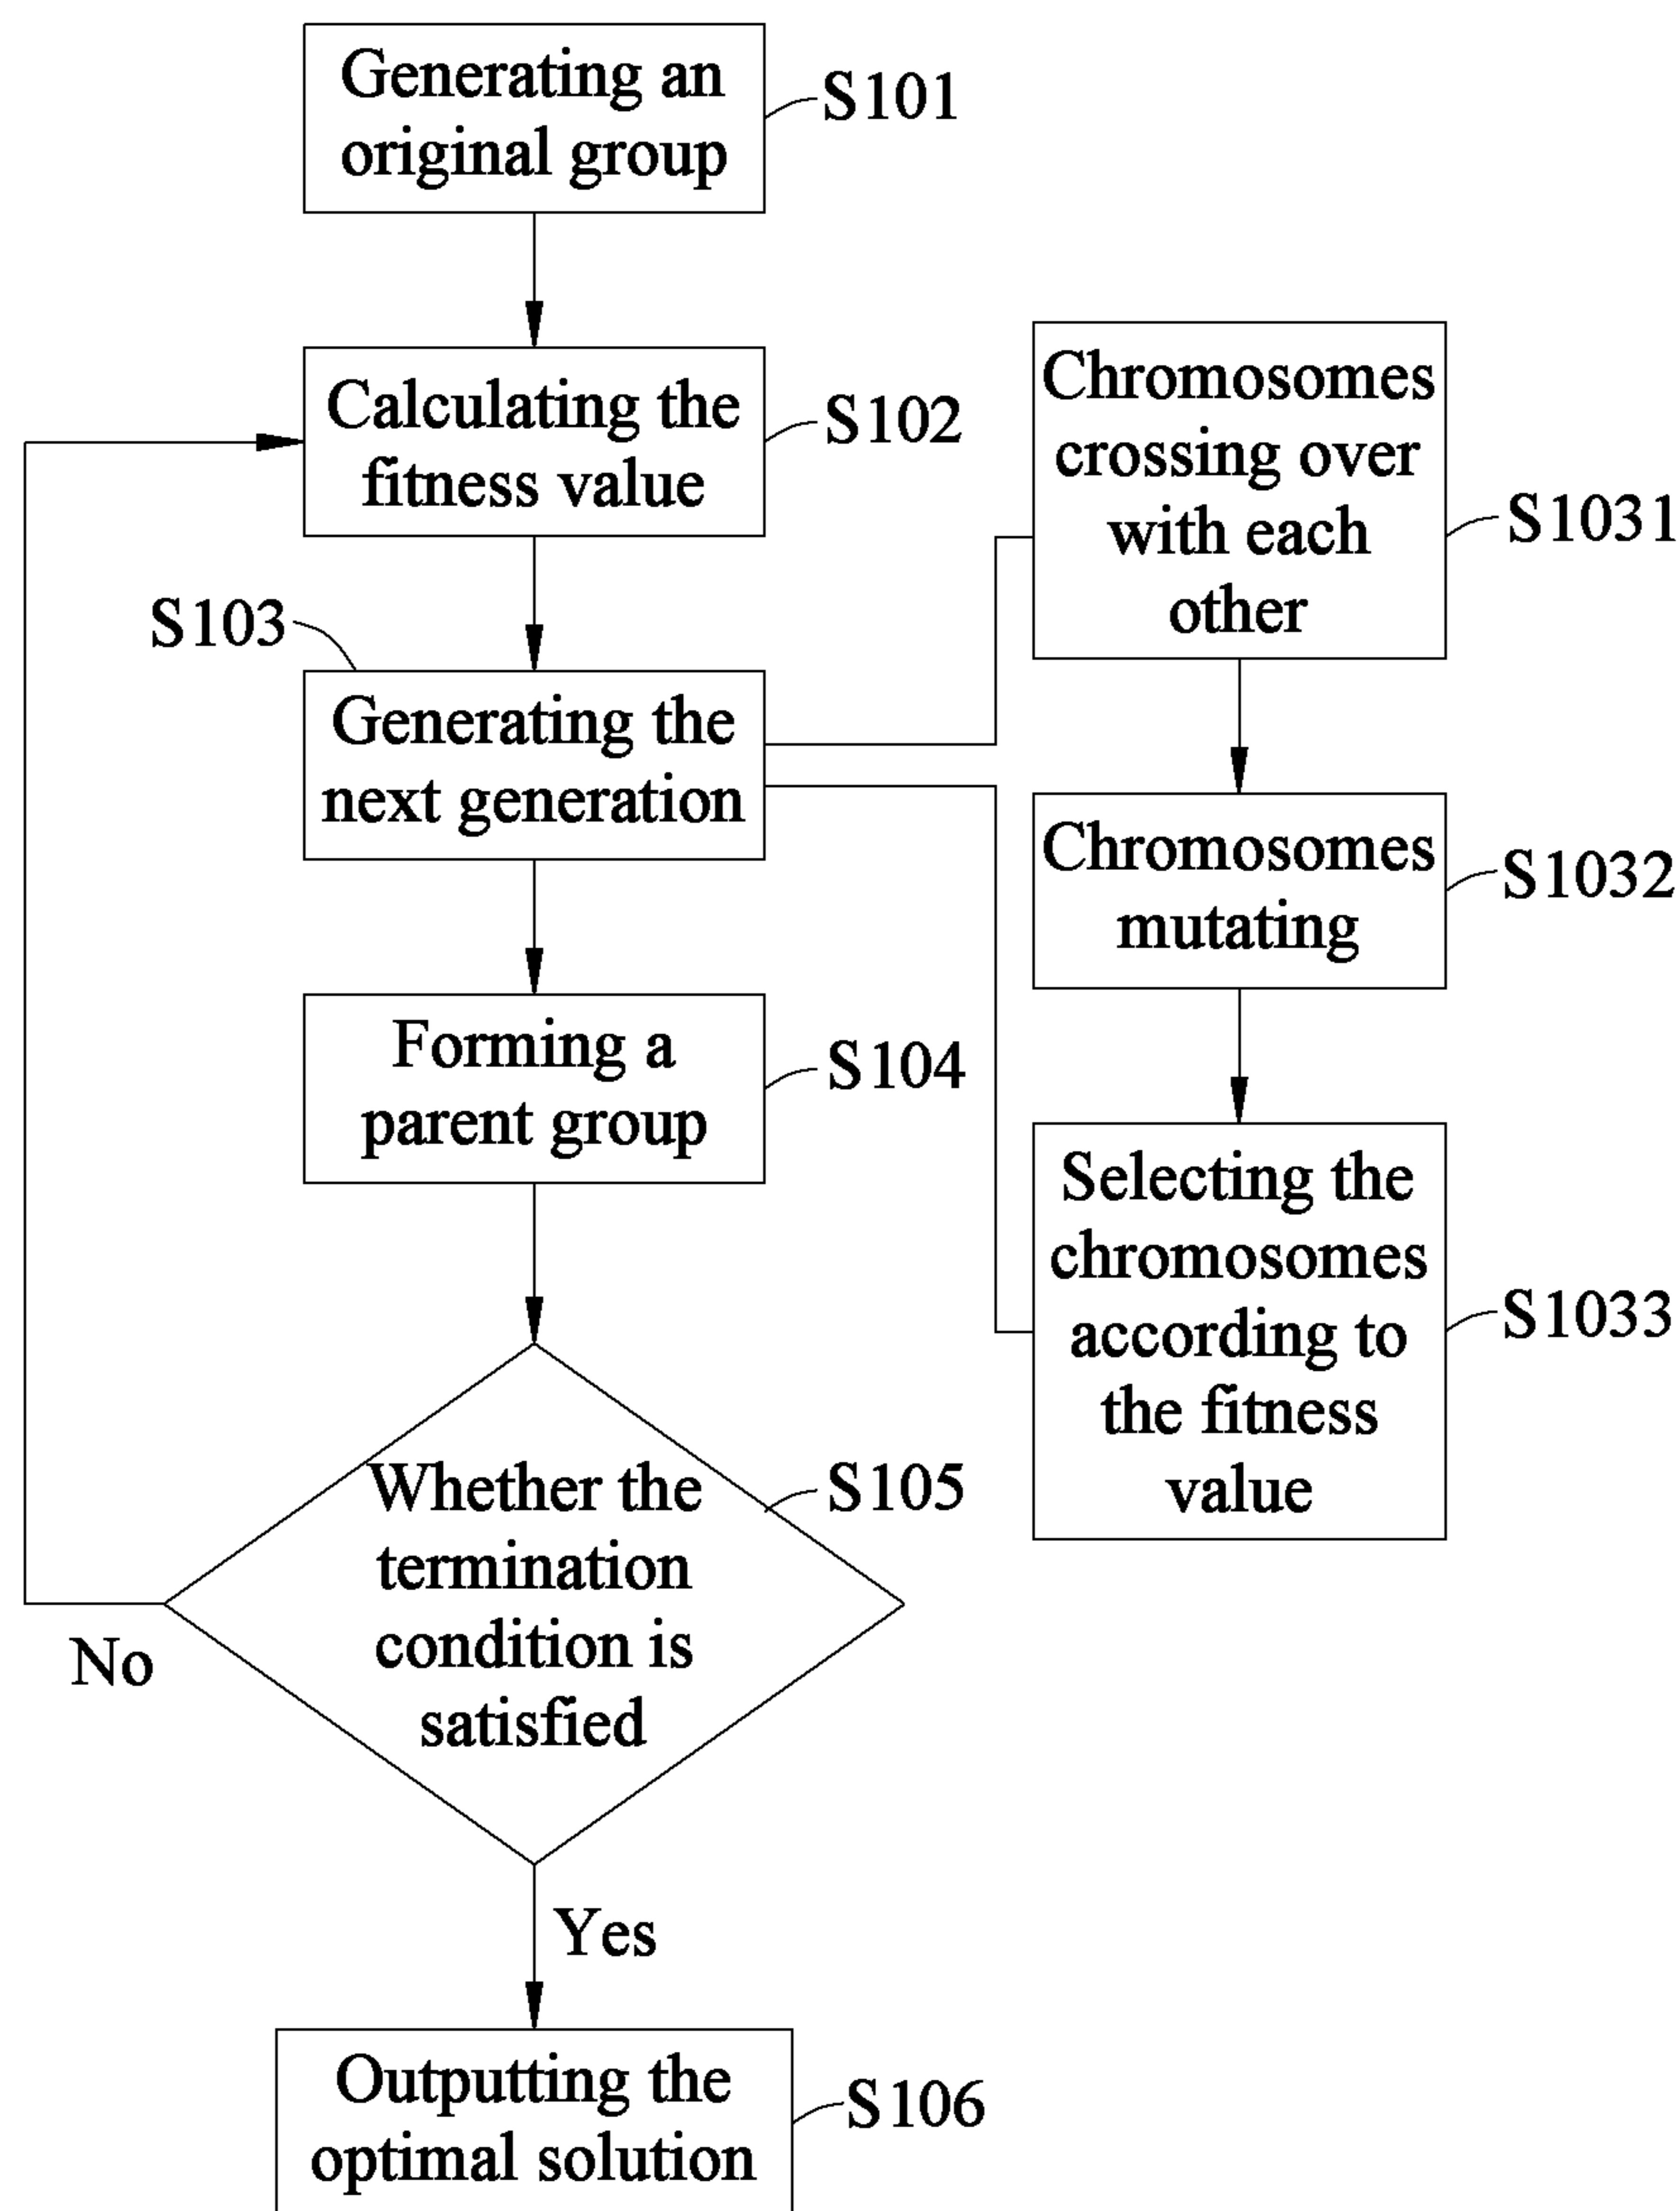 Generating an
original group
S101
Calculating the
fitness value
S102
S103
Generating the
next generation
Chromosomes
crossing over
with each
other
S1031
Chromosomes
mutating
S1032
Selecting the
chromosomes
according to
the fitness
value
S1033
Forming a
parent group
S104
Whether the
termination
condition is
satisfied
S105
No
Yes
Outputting the
optimal solution
S106